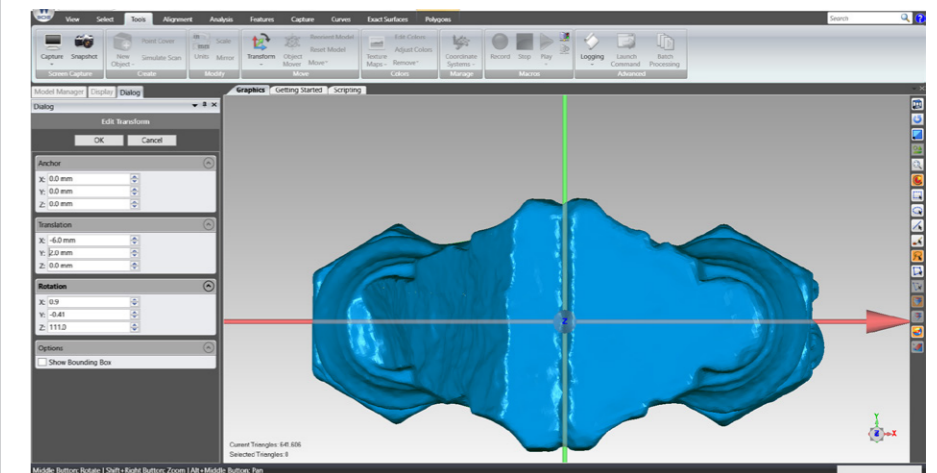 View Select Tools Alignment Analysis Features Capture Curves Exact Surfaces Polygons Search
Capture Snapshot New Object Point Cover Simulate Scan Units Scale Mirror Transform Object Mover Revised Model Reset Model Move Texture Maps Edit Colors Adjust Colors Remove Coordinate Systems Record Stop Play Logging Launch Command Batch Processing
Screen Capture Create Modify Move Colors Manage Macros Advanced
Model Manager Display Dialog Graphics Getting Started Scripting
Dialog
Edit Transform
OK Cancel
Anchor
X: 0.0 mm
Y: 0.0 mm
Z: 0.0 mm
Translation
X: -6.0 mm
Y: 2.0 mm
Z: 0.0 mm
Rotation
X: 0.9
Y: -0.41
Z: 111.0
Options
Show Bounding Box
Z
Y
Z X
Current Triangles: 641,606
Selected Triangles: 0
Middle Button: Rotate | Shift+Right Button: Zoom | Alt+Middle Button: Pan